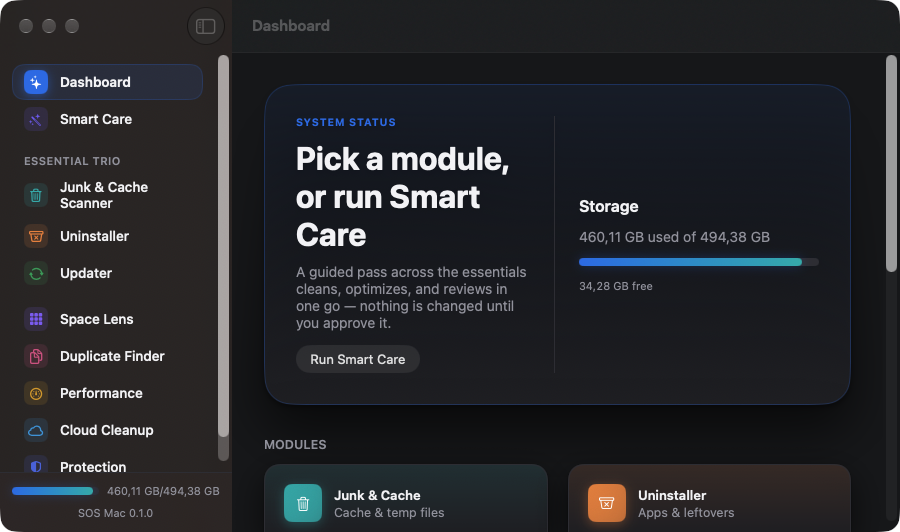 Dashboard
Dashboard
Smart Care
ESSENTIAL TRIO
Junk & Cache
Scanner
Uninstaller
Updater
Space Lens
Duplicate Finder
Performance
Cloud Cleanup
Protection
460,11 GB/494,38 GB
SOS Mac 0.1.0
SYSTEM STATUS
Pick a module,
or run Smart
Care
A guided pass across the essentials
cleans, optimizes, and reviews in
one go — nothing is changed until
you approve it.
Run Smart Care
Storage
460,11 GB used of 494,38 GB
34,28 GB free
MODULES
Junk & Cache
Cache & temp files
Uninstaller
Apps & leftovers